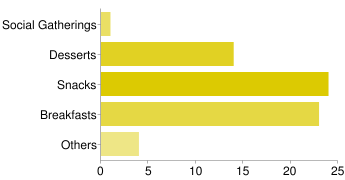 Social Gatherings
Desserts
Snacks
Breakfasts
Others
0 5 10 15 20 25